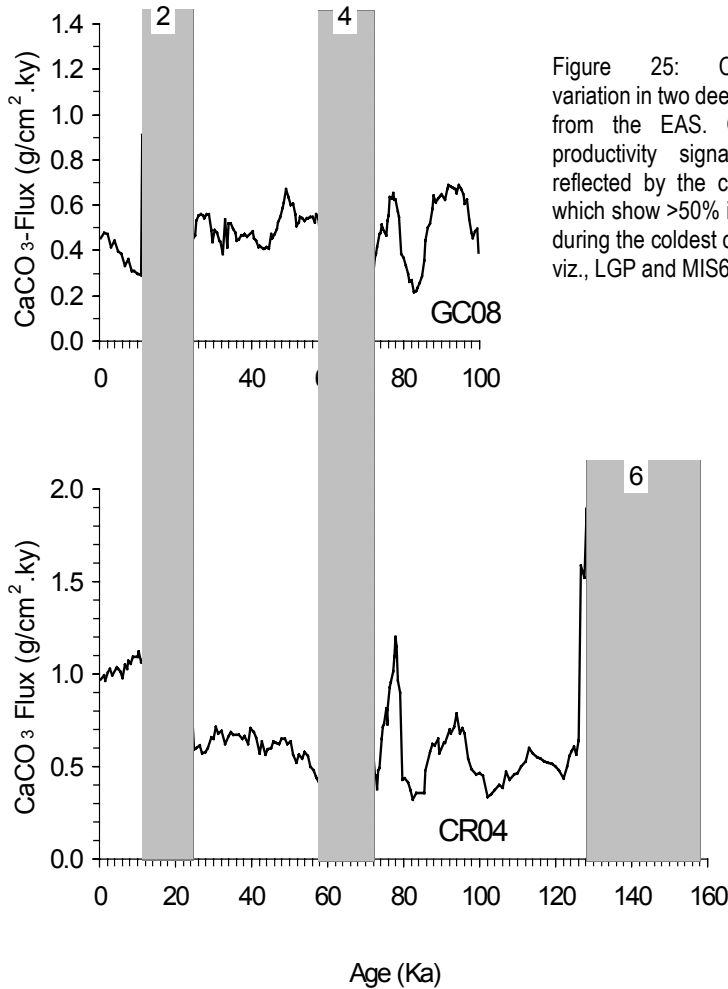 2
4
1.4
1.2
1.0
0.8
0.6
0.4
0.2
0.0
CaCO3-Flux (g/cm2.ky)
GC08
0 40 80 100
Figure 25:
variation in two
from the EAS.
productivity
reflected by the
which show >50%
during the coldest
viz., LGP and MIS6
6
2.0
1.5
1.0
0.5
0.0
CaCO3 Flux (g/cm2.ky)
CR04
0 20 40 60 80 100 120 140 160
Age (Ka)